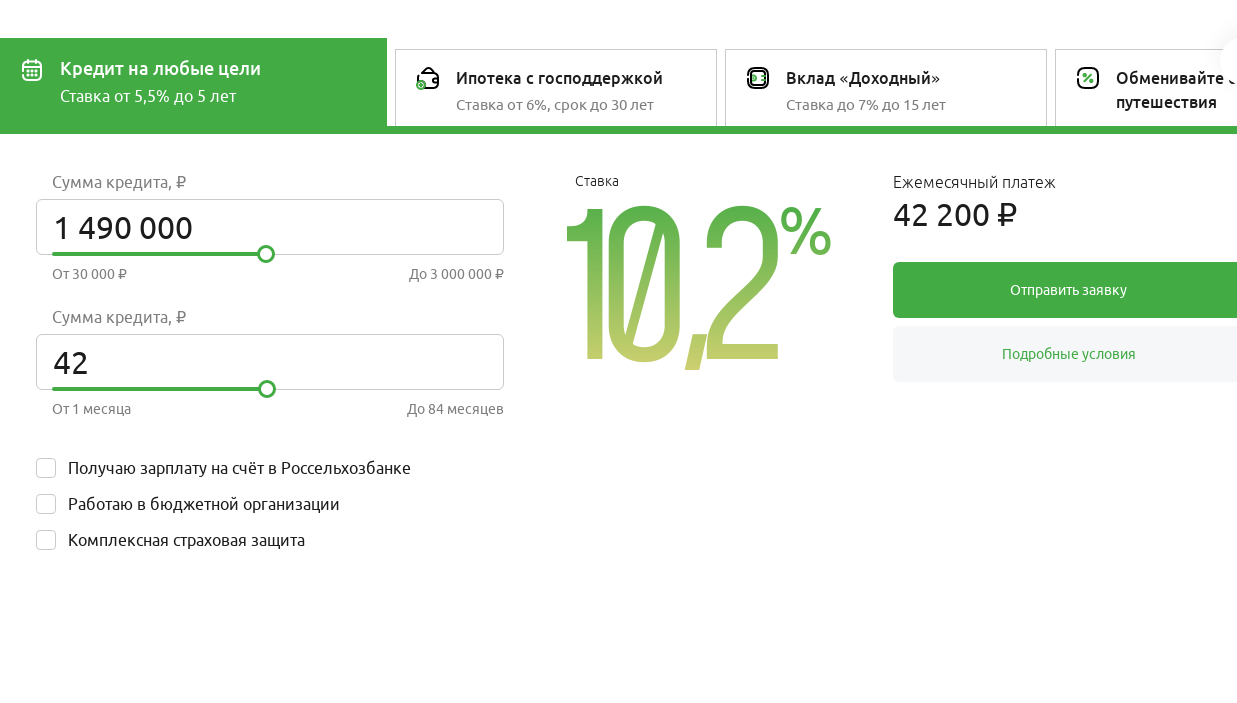 Кредит на любые цели
Ставка от 5,5% до 5 лет
Ипотека с господдержкой
Ставка от 6%, срок до 30 лет
Вклад «Доходный»
Ставка до 7% до 15 лет
Обменивайте
путешествия
Сумма кредита, ₽
1 490 000
От 30 000 ₽
До 3 000 000 ₽
Сумма кредита, ₽
42
От 1 месяца
До 84 месяцев
Получаю зарплату на счёт в Россельхозбанке
Работаю в бюджетной организации
Комплексная страховая защита
Ставка
10,2%
Ежемесячный платеж
42 200 ₽
Отправить заявку
Подробные условия